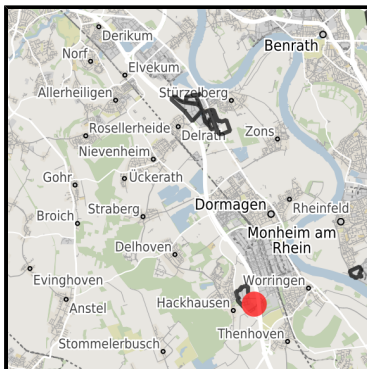 Derikum
Benrath
Norf
Elvekum
Allerheiligen
Stürzelberg
Rosellerheide
Delrath
Zons
Nievenheim
Gohr
Ückerath
Straberg
Dormagen
Rheinfeld
Broich
Monheim am
Rhein
Delhoven
Evinghoven
Worringen
Anstel
Hackhausen
Thenhoven
Stommelerbusch